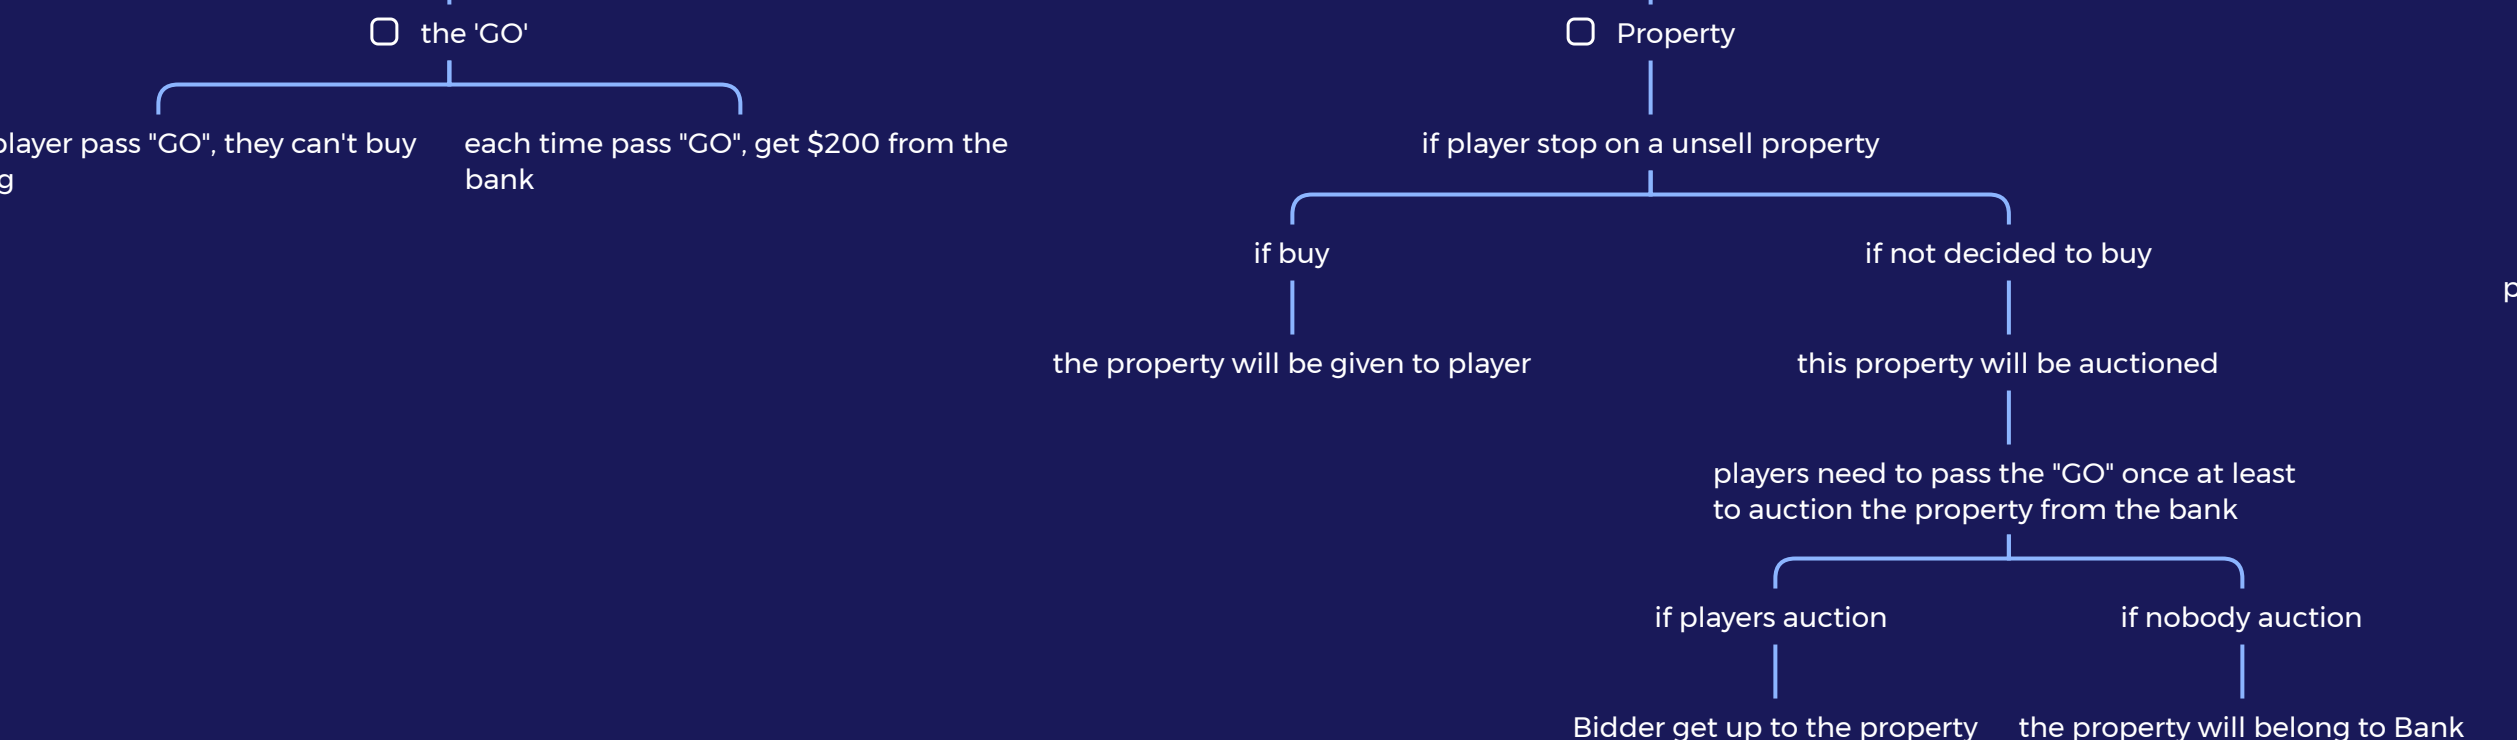 the 'GO'
player pass "GO", they can't buy
g
each time pass "GO", get $200 from the
bank
Property
if player stop on a unsell property
if buy
if not decided to buy
the property will be given to player
this property will be auctioned
players need to pass the "GO" once at least
to auction the property from the bank
if players auction
if nobody auction
Bidder get up to the property
the property will belong to Bank